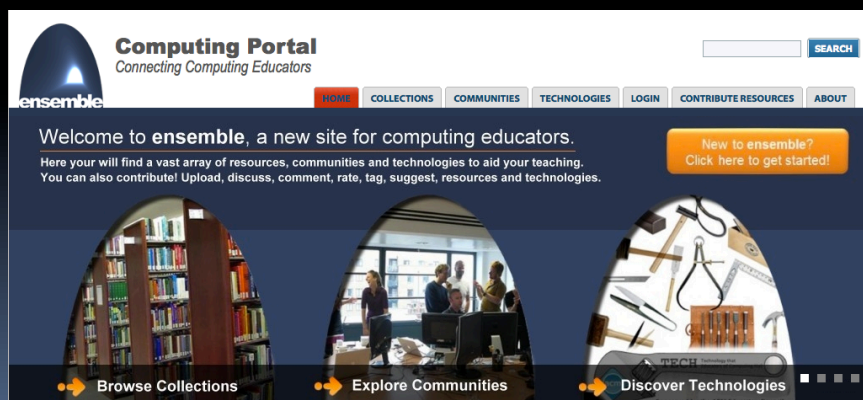 Computing Portal
Connecting Computing Educators
ensemble
SEARCH
HOME
COLLECTIONS
COMMUNITIES
TECHNOLOGIES
LOGIN
CONTRIBUTE RESOURCES
ABOUT
Welcome to ensemble, a new site for computing educators.
Here your will find a vast array of resources, communities and technologies to aid your teaching.
You can also contribute! Upload, discuss, comment, rate, tag, suggest, resources and technologies.
New to ensemble?
Click here to get started!
TECH
Browse Collections
Explore Communities
Discover Technologies